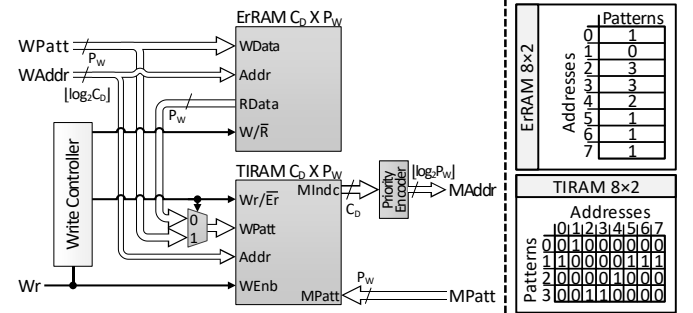 ErRAM C_D X P_W
WPatt
P_W
WData
WAddr
⌊log₂C_D⌋
Addr
RData
P_W
W/R̅
Write Controller
TIRAM C_D X P_W
MIndc
C_D
Priority Encoder
⌊log₂P_W⌋
MAddr
Wr/E̅r̅
0
1
WPatt
Addr
Wr
WEnb
MPatt
P_W
MPatt
ErRAM 8×2
Patterns
Addresses
0 1
1 0
2 3
3 3
4 2
5 1
6 1
7 1
TIRAM 8×2
Addresses
Patterns
0 1 2 3 4 5 6 7
0 0 1 0 0 0 0 0 0
1 1 0 0 0 0 1 1 1
2 0 0 0 0 1 0 0 0
3 0 0 1 1 0 0 0 0